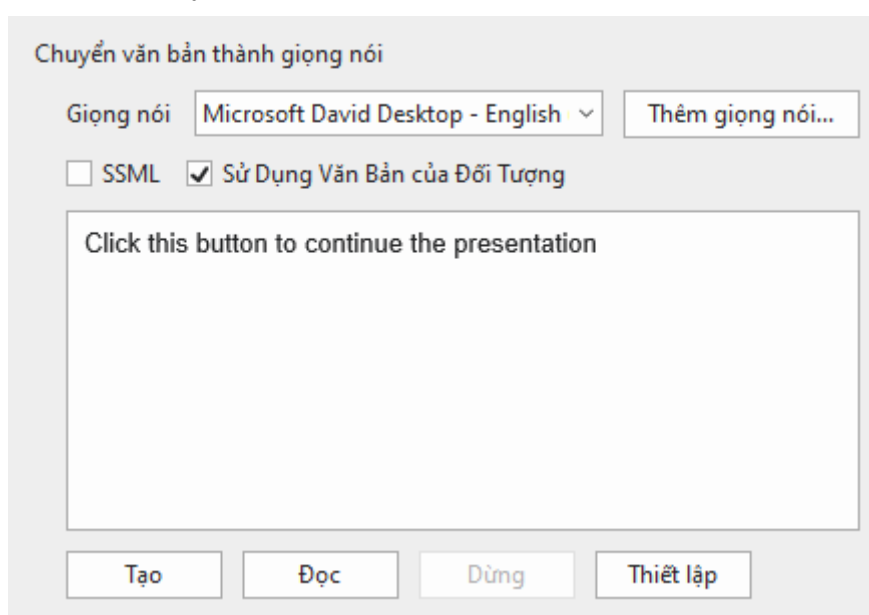 Chuyển văn bản thành giọng nói
Giọng nói Microsoft David Desktop - English Thêm giọng nói...
SSML Sử Dụng Văn Bản của Đối Tượng
Click this button to continue the presentation
Tạo Đọc Dừng Thiết lập